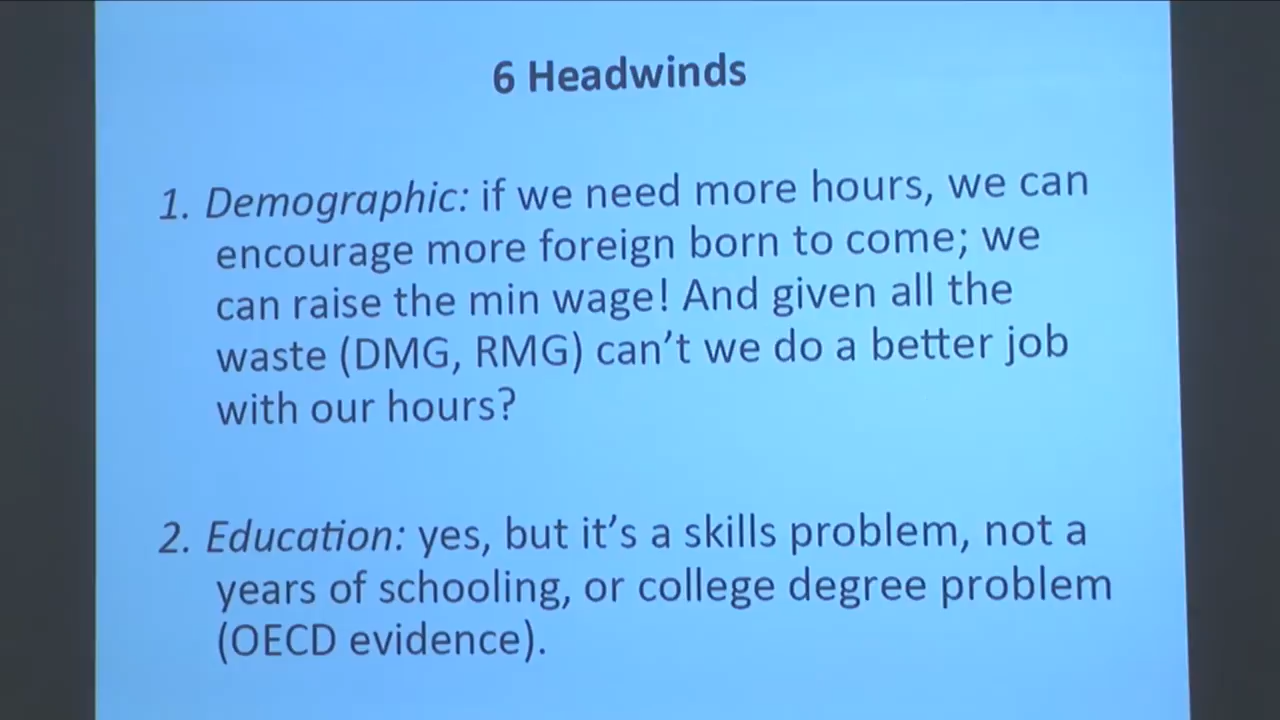 6 Headwinds
1. Demographic: if we need more hours, we can
encourage more foreign born to come; we
can raise the min wage! And given all the
waste (DMG, RMG) can’t we do a better job
with our hours?
2. Education: yes, but it’s a skills problem, not a
years of schooling, or college degree problem
(OECD evidence).